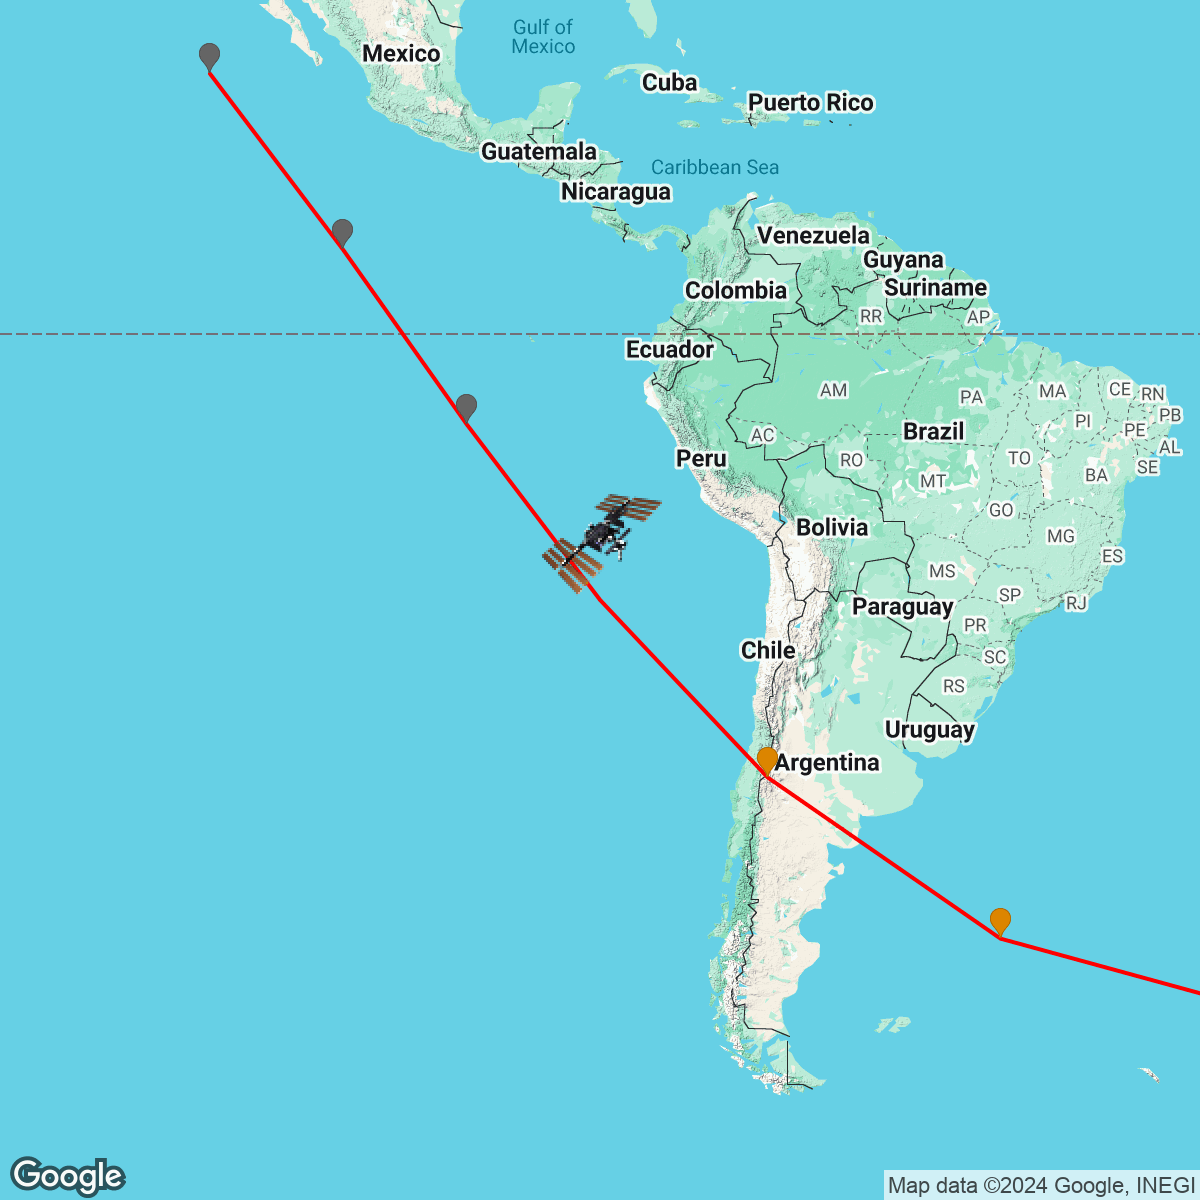 Gulf of
Mexico
Mexico
Cuba
Puerto Rico
Guatemala
Caribbean Sea
Nicaragua
Venezuela
Guyana
Colombia
Suriname
RR
AP
Ecuador
AM
PA
MA
CE
RN
PB
PI
PE
AC
Brazil
AL
Peru
RO
TO
SE
MT
BA
GO
Bolivia
MG
ES
MS
SP
RJ
Paraguay
PR
Chile
SC
RS
Uruguay
Argentina
Google
Map data ©2024 Google, INEGI